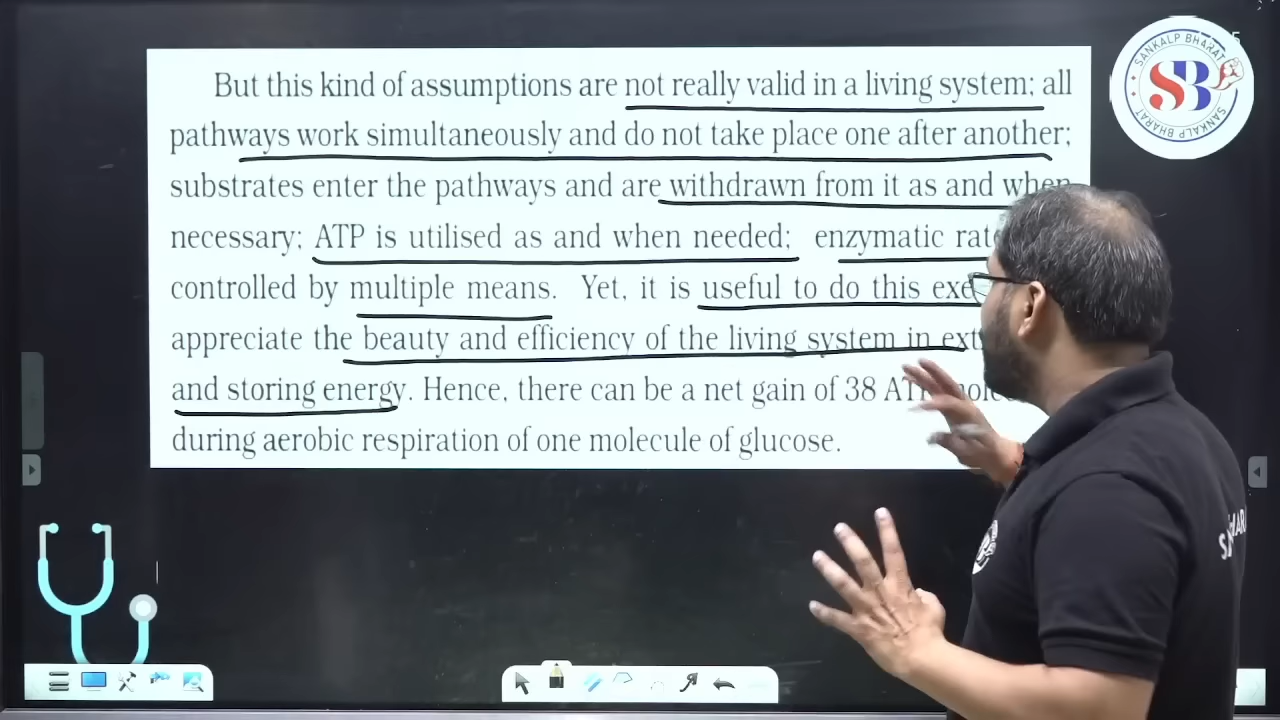 But this kind of assumptions are not really valid in a living system; all
pathways work simultaneously and do not take place one after another;
substrates enter the pathways and are withdrawn from it as and when
necessary; ATP is utilised as and when needed; enzymatic
controlled by multiple means. Yet, it is useful to do this
appreciate the beauty and efficiency of the living system in
and storing energy. Hence, there can be a net gain of 38
during aerobic respiration of one molecule of glucose.
SANKALP BHARAT
SB
SANKALP BHARAT